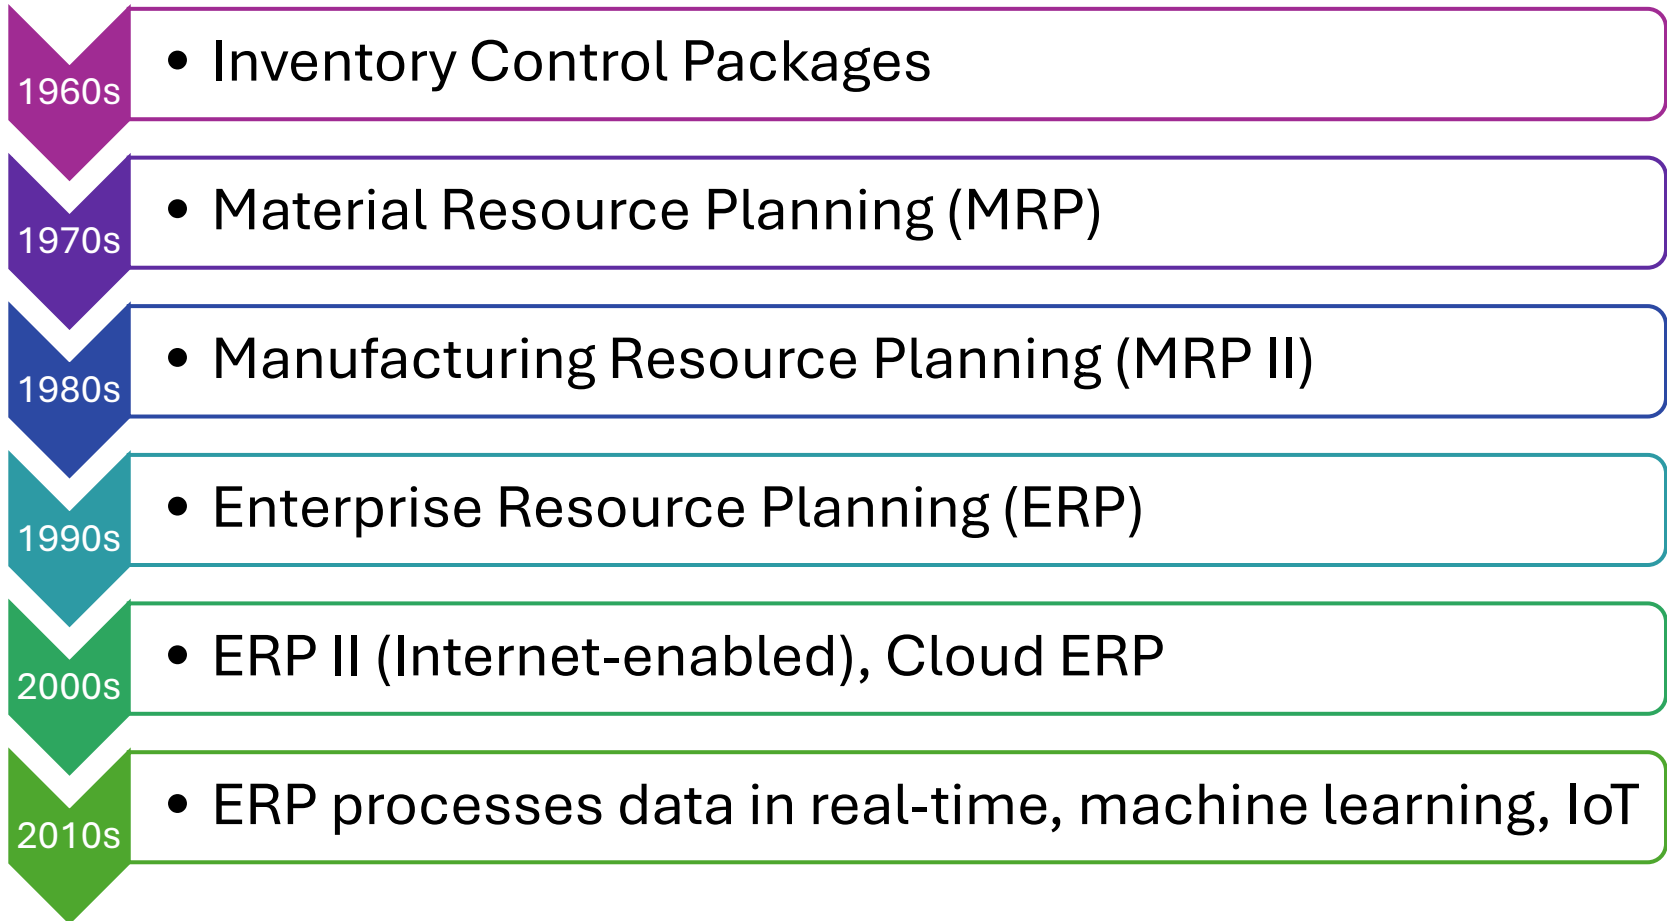 1960s
• Inventory Control Packages
1970s
• Material Resource Planning (MRP)
1980s
• Manufacturing Resource Planning (MRP II)
1990s
• Enterprise Resource Planning (ERP)
2000s
• ERP II (Internet-enabled), Cloud ERP
2010s
• ERP processes data in real-time, machine learning, IoT